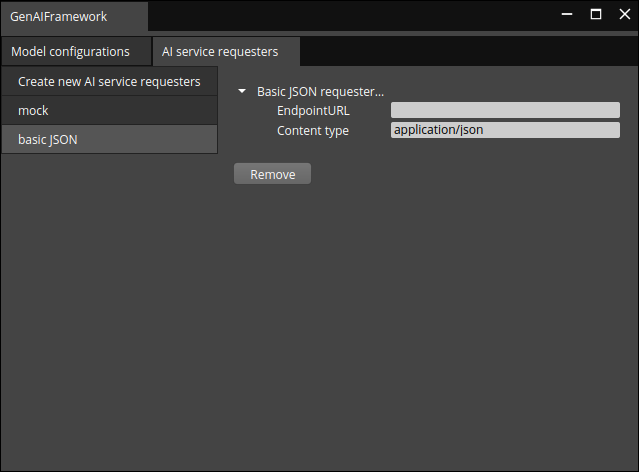 GenAIFramework
Model configurations
AI service requesters
Create new AI service requesters
mock
basic JSON
Basic JSON requester...
EndpointURL
Content type application/json
Remove